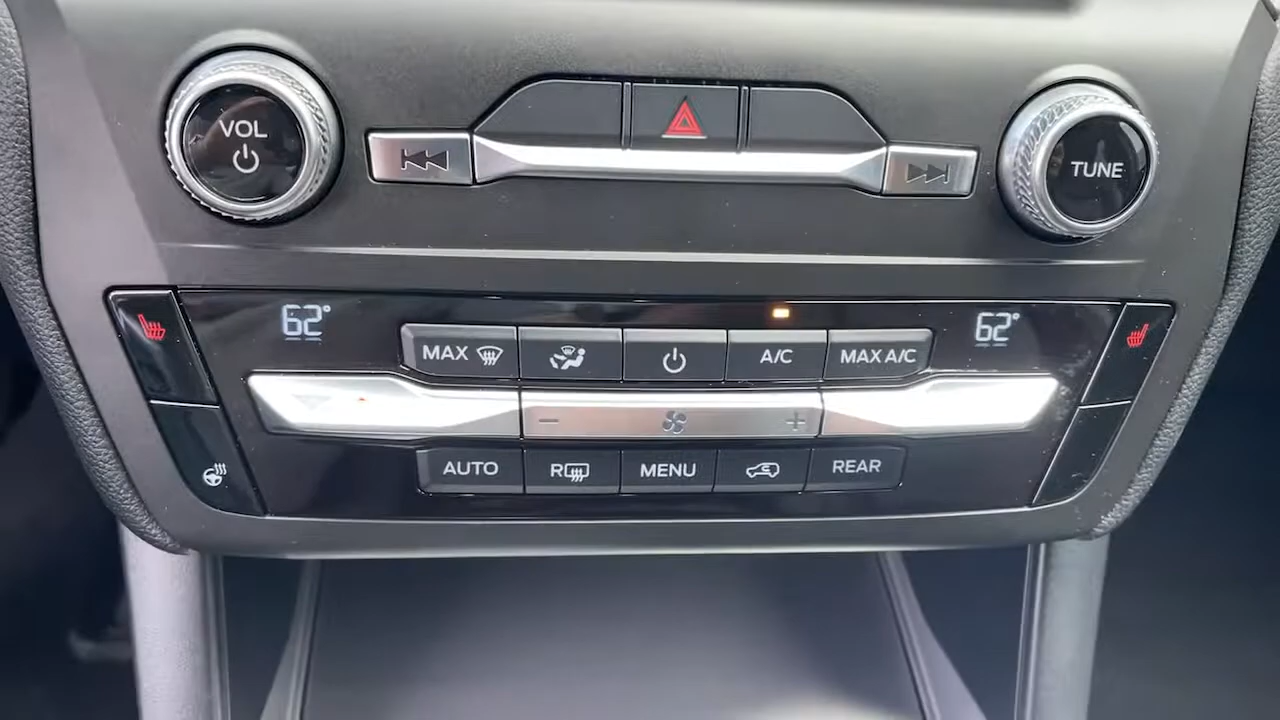 VOL
TUNE
62°
62°
MAX
A/C
MAX A/C
− +
AUTO
R
MENU
REAR